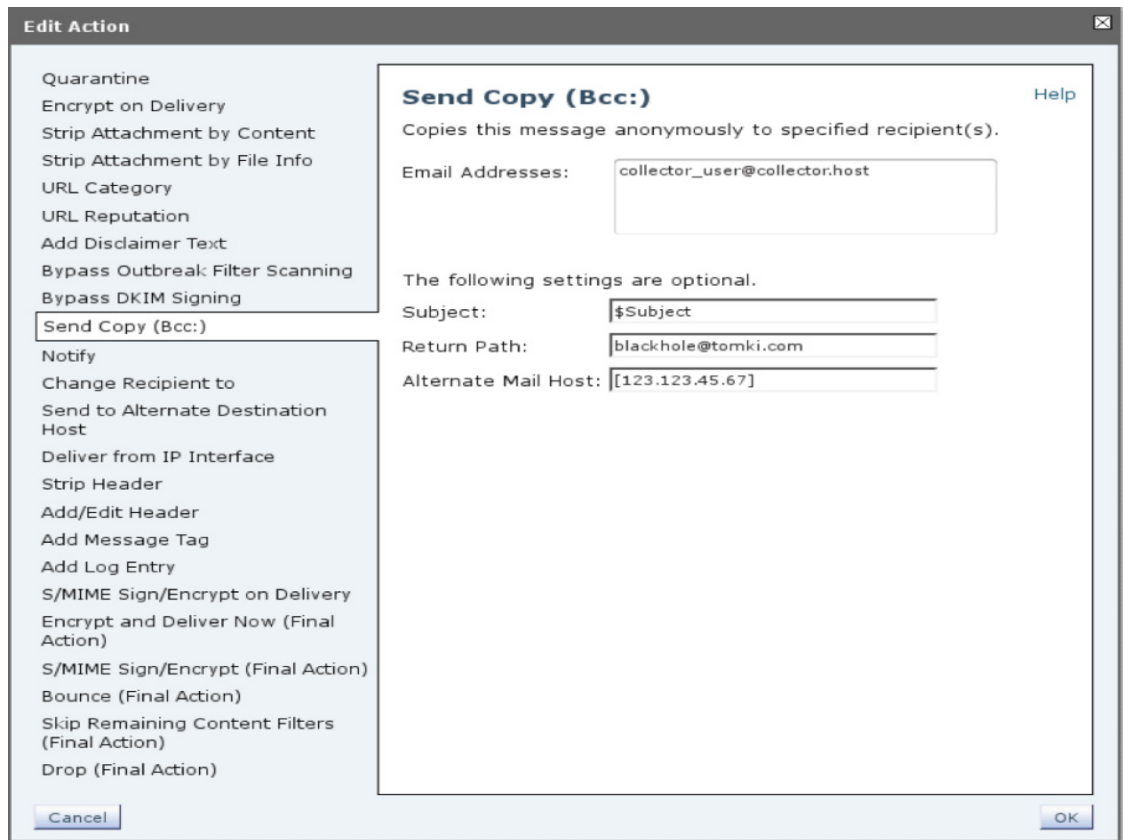 Edit Action
Quarantine
Encrypt on Delivery
Strip Attachment by Content
Strip Attachment by File Info
URL Category
URL Reputation
Add Disclaimer Text
Bypass Outbreak Filter Scanning
Bypass DKIM Signing
Send Copy (Bcc:)
Notify
Change Recipient to
Send to Alternate Destination
Host
Deliver from IP Interface
Strip Header
Add/Edit Header
Add Message Tag
Add Log Entry
S/MIME Sign/Encrypt on Delivery
Encrypt and Deliver Now (Final
Action)
S/MIME Sign/Encrypt (Final Action)
Bounce (Final Action)
Skip Remaining Content Filters
(Final Action)
Drop (Final Action)
Send Copy (Bcc:) Help
Copies this message anonymously to specified recipient(s).
Email Addresses: collector_user@collector.host
The following settings are optional.
Subject: $Subject
Return Path: blackhole@tomki.com
Alternate Mail Host: [123.123.45.67]
Cancel OK